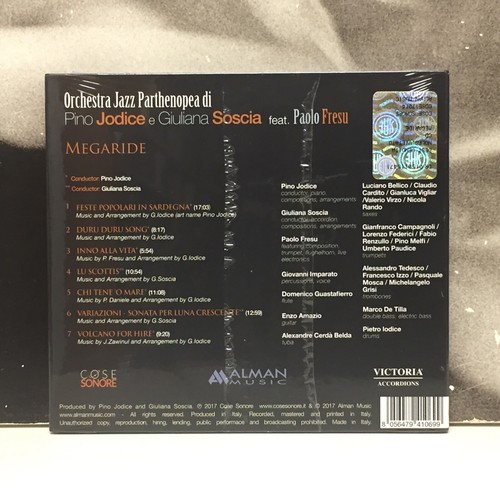 Orchestra Jazz Parthenopea di
Pino Jodice e Giuliana Soscia feat. Paolo Fresu
MEGARIDE
* Conductor: Pino Jodice
** Conductor: Giuliana Soscia
1 FESTE POPOLARI IN SARDEGNA* (17:03)
Music and Arrangement by G.Iodice (art name Pino Jodice)
2 DURU DURU SONG* (8:17)
Music and Arrangement by G.Iodice
3 INNO ALLA VITA* (5:54)
Music by P. Fresu and Arrangement by G.Iodice
4 LU SCOTTIS** (10:54)
Music and Arrangement by G.Soscia
5 CHI TENE 'O MARE* (11:08)
Music by P. Daniele and Arrangement by G. Iodice
6 VARIAZIONI - SONATA PER LUNA CRESCENTE** (12:59)
Music and Arrangement by G.Soscia
7 VOLCANO FOR HIRE* (9:20)
Music by J.Zawinul and Arrangement by G. Iodice
Pino Jodice
conductor, piano
compositions, arrangements
Giuliana Soscia
conductor, accordion,
compositions, arrangements
Paolo Fresu
featuring composition,
trumpet, flugelhorn, live
electronics
Giovanni Imparato
percussions, voice
Domenico Guastafierro
flute
Enzo Amazio
guitar
Alexandre Cerdà Belda
tuba
Luciano Bellico / Claudio
Cardito / Gianluca Vigliar
/Valerio Virzo / Nicola
Rando
saxes
Gianfranco Campagnoli /
Lorenzo Federici / Fabio
Renzullo / Pino Melfi /
Umberto Paudice
trumpets
Alessandro Tedesco /
Francesco Izzo / Pasquale
Mosca / Michelangelo
Grisi
trombones
Marco De Tilla
double bass, electric bass
Pietro Iodice
drums
COSE
SONORE
ALMAN
MUSIC
VICTORIA
ACCORDIONS
Produced by Pino Jodice and Giuliana Soscia. ℗ 2017 Cose Sonore. www.cosesonore.it & © 2017 Alman Music
www.almanmusic.com - All rights reserved. Printed in Italy. Recorded, mastered and printed in Italy.
Unauthorized copy, reproduction, hiring, lending, public performace and broadcasting prohibited. Made in Italy
8 056479 410699